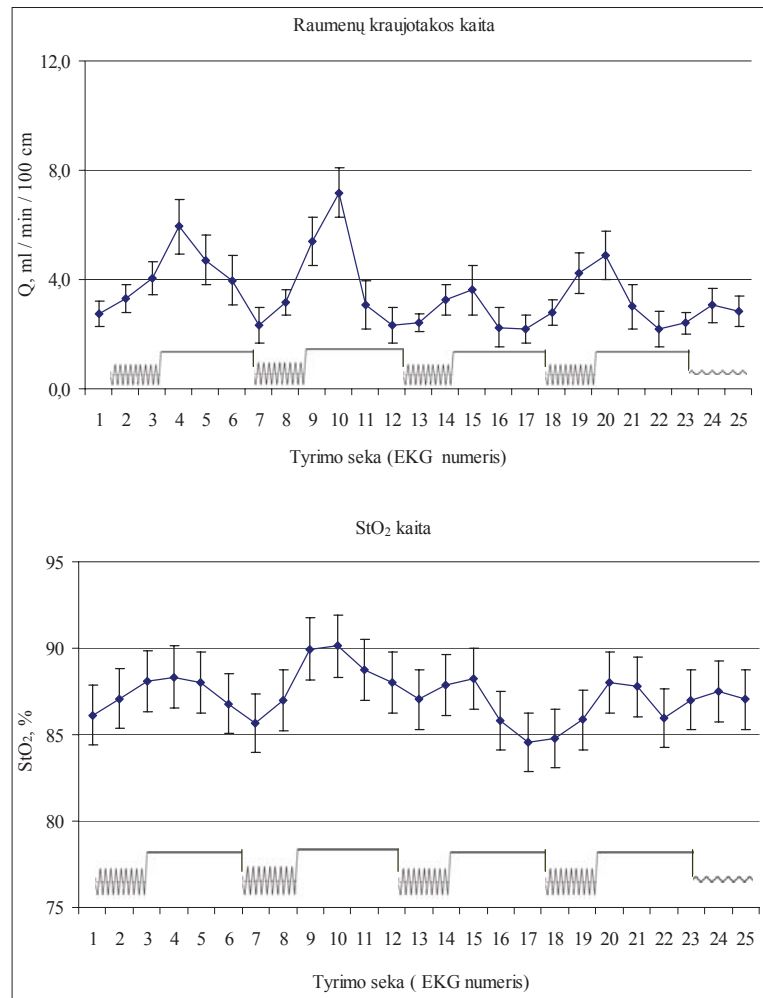 Raumenų kraujotakos kaita
12,0
8,0
4,0
0,0
Q, ml / min / 100 cm
1 2 3 4 5 6 7 8 9 10 11 12 13 14 15 16 17 18 19 20 21 22 23 24 25
Tyrimo seka (EKG numeris)
StO₂ kaita
95
90
85
80
75
StO₂, %
1 2 3 4 5 6 7 8 9 10 11 12 13 14 15 16 17 18 19 20 21 22 23 24 25
Tyrimo seka ( EKG numeris)